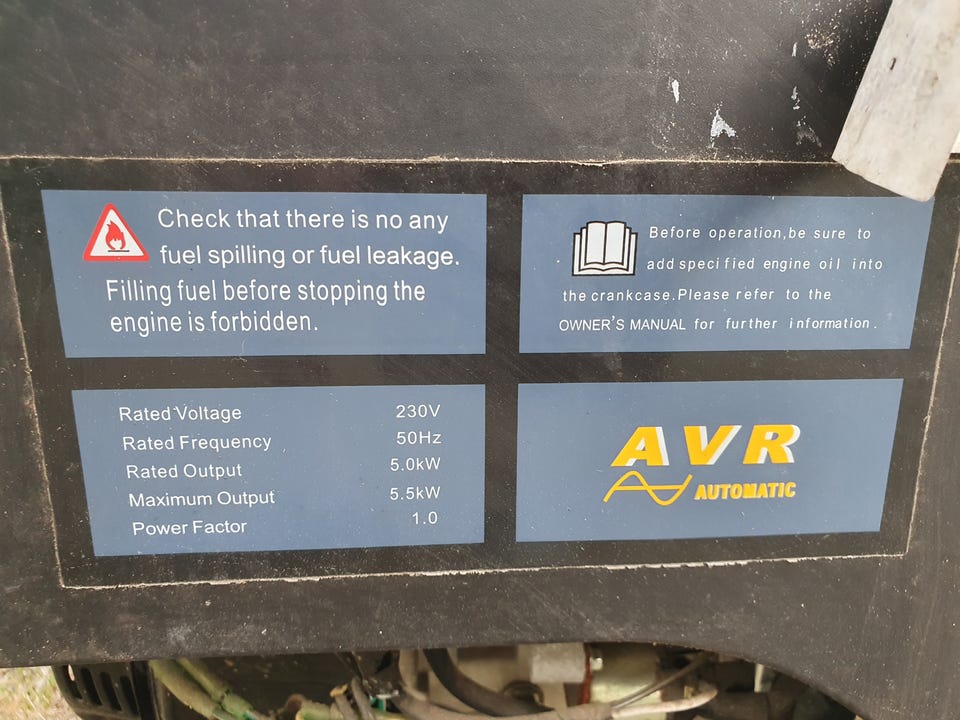 Check that there is no any
fuel spilling or fuel leakage.
Filling fuel before stopping the
engine is forbidden.
Before operation,be sure to
add specified engine oil into
the crankcase.Please refer to the
OWNER'S MANUAL for further information.
Rated Voltage 230V
Rated Frequency 50Hz
Rated Output 5.0kW
Maximum Output 5.5kW
Power Factor 1.0
AVR
AUTOMATIC